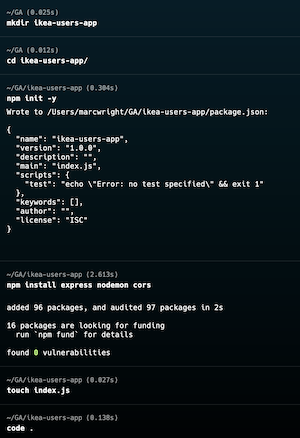 ~/GA (0.025s)
mkdir ikea-users-app
~/GA (0.012s)
cd ikea-users-app/
~/GA/ikea-users-app (0.304s)
npm init -y
Wrote to /Users/marcwright/GA/ikea-users-app/package.json:
{
  "name": "ikea-users-app",
  "version": "1.0.0",
  "description": "",
  "main": "index.js",
  "scripts": {
    "test": "echo \"Error: no test specified\" && exit 1"
  },
  "keywords": [],
  "author": "",
  "license": "ISC"
}
~/GA/ikea-users-app (2.613s)
npm install express nodemon cors
added 96 packages, and audited 97 packages in 2s
16 packages are looking for funding
  run `npm fund` for details
found 0 vulnerabilities
~/GA/ikea-users-app (0.027s)
touch index.js
~/GA/ikea-users-app (0.138s)
code .